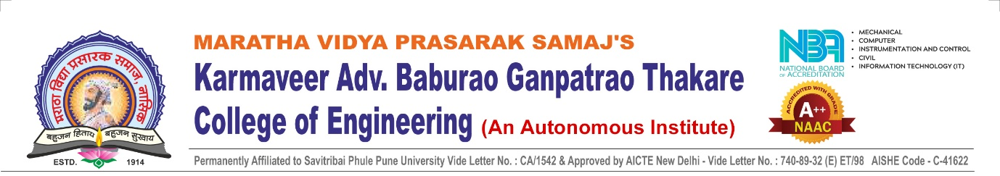 मराठा विद्या प्रसारक समाज, नासिक
बहुजन हिताय बहुजन सुखाय
ESTD. 1914
MARATHA VIDYA PRASARAK SAMAJ'S
Karmaveer Adv. Baburao Ganpatrao Thakare
College of Engineering (An Autonomous Institute)
Permanently Affiliated to Savitribai Phule Pune University Vide Letter No. : CA/1542 & Approved by AICTE New Delhi - Vide Letter No. : 740-89-32 (E) ET/98 AISHE Code - C-41622
NBA
NATIONAL BOARD
OF ACCREDITATION
• MECHANICAL
• COMPUTER
• INSTRUMENTATION AND CONTROL
• CIVIL
• INFORMATION TECHNOLOGY (IT)
ACCREDITED WITH GRADE
A++
NAAC